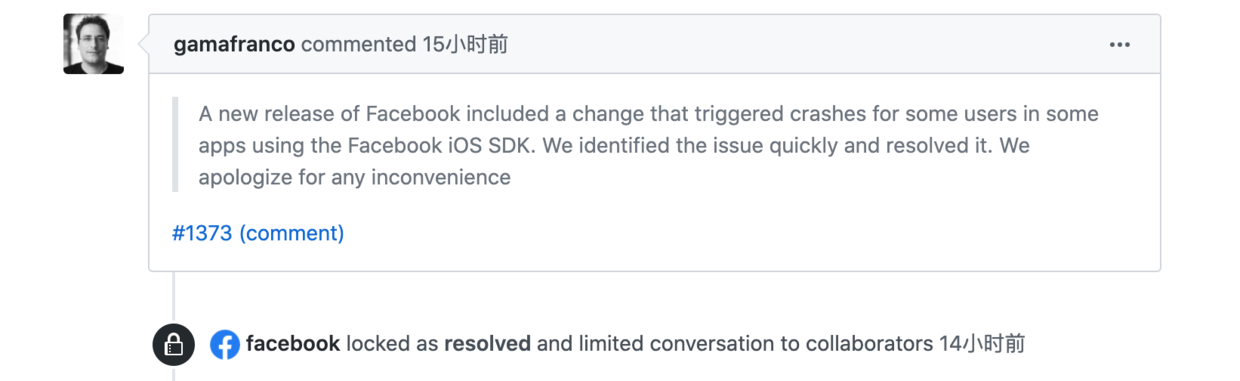 gamafranco commented 15小时前
A new release of Facebook included a change that triggered crashes for some users in some
apps using the Facebook iOS SDK. We identified the issue quickly and resolved it. We
apologize for any inconvenience
#1373 (comment)
facebook locked as resolved and limited conversation to collaborators 14小时前